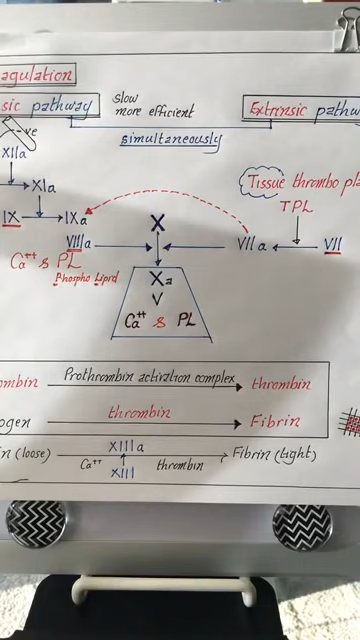 agulation
sic pathway
slow
more efficient
Extrinsic pathw
simultaneously
-ve
XIIa
XIa
IX → IXa
Tissue thrombo pla
TPL
X
VIIIa
VIIa ← VII
Ca++ & PL
Phospho Lipid
Xa
V
Ca++ & PL
ombin Prothrombin activation complex → thrombin
ogen thrombin → Fibrin
in (loose) XIIIa → Fibrin (tight)
Ca++ thrombin
XIII